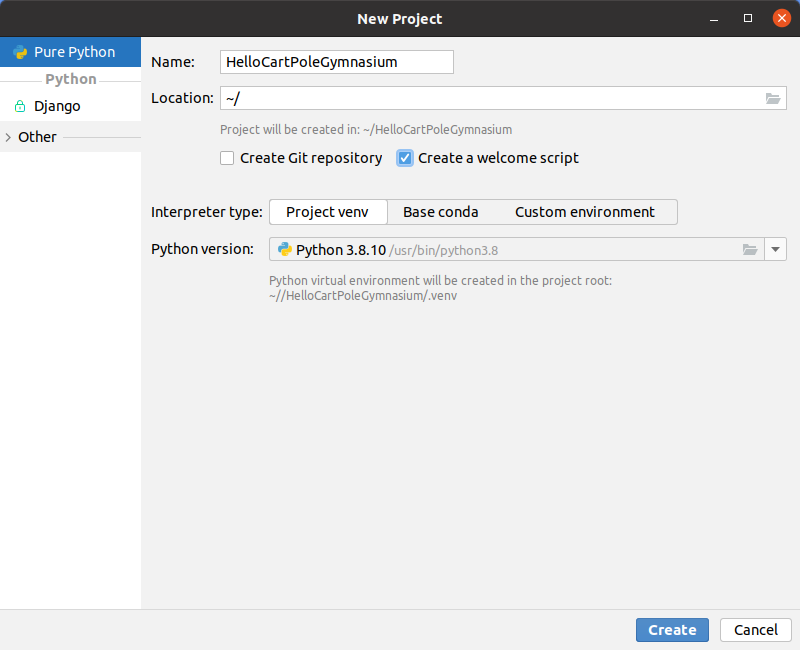 New Project
Pure Python
Python
Django
Other
Name: HelloCartPoleGymnasium
Location: ~/
Project will be created in: ~/HelloCartPoleGymnasium
Create Git repository Create a welcome script
Interpreter type: Project venv Base conda Custom environment
Python version: Python 3.8.10 /usr/bin/python3.8
Python virtual environment will be created in the project root:
~//HelloCartPoleGymnasium/.venv
Create Cancel